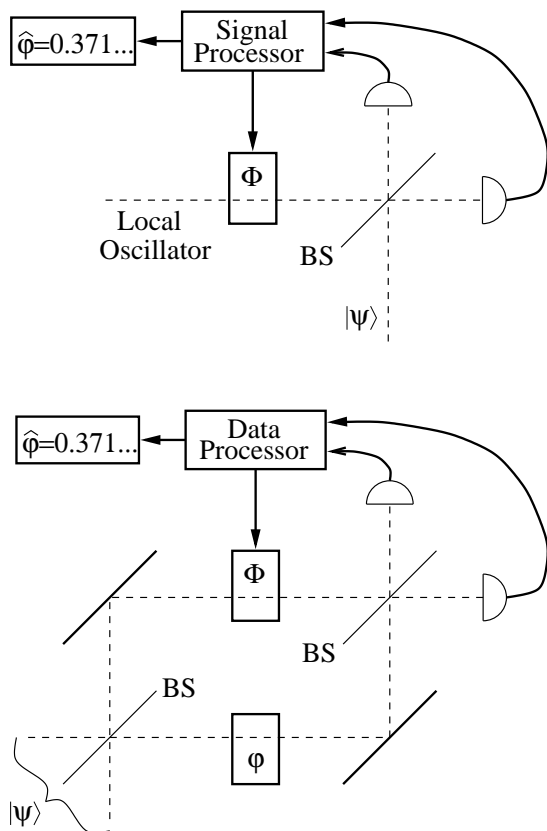 φ̂=0.371...
Signal
Processor
Φ
Local
Oscillator
BS
|ψ⟩
φ̂=0.371...
Data
Processor
Φ
BS
BS
φ
|ψ⟩